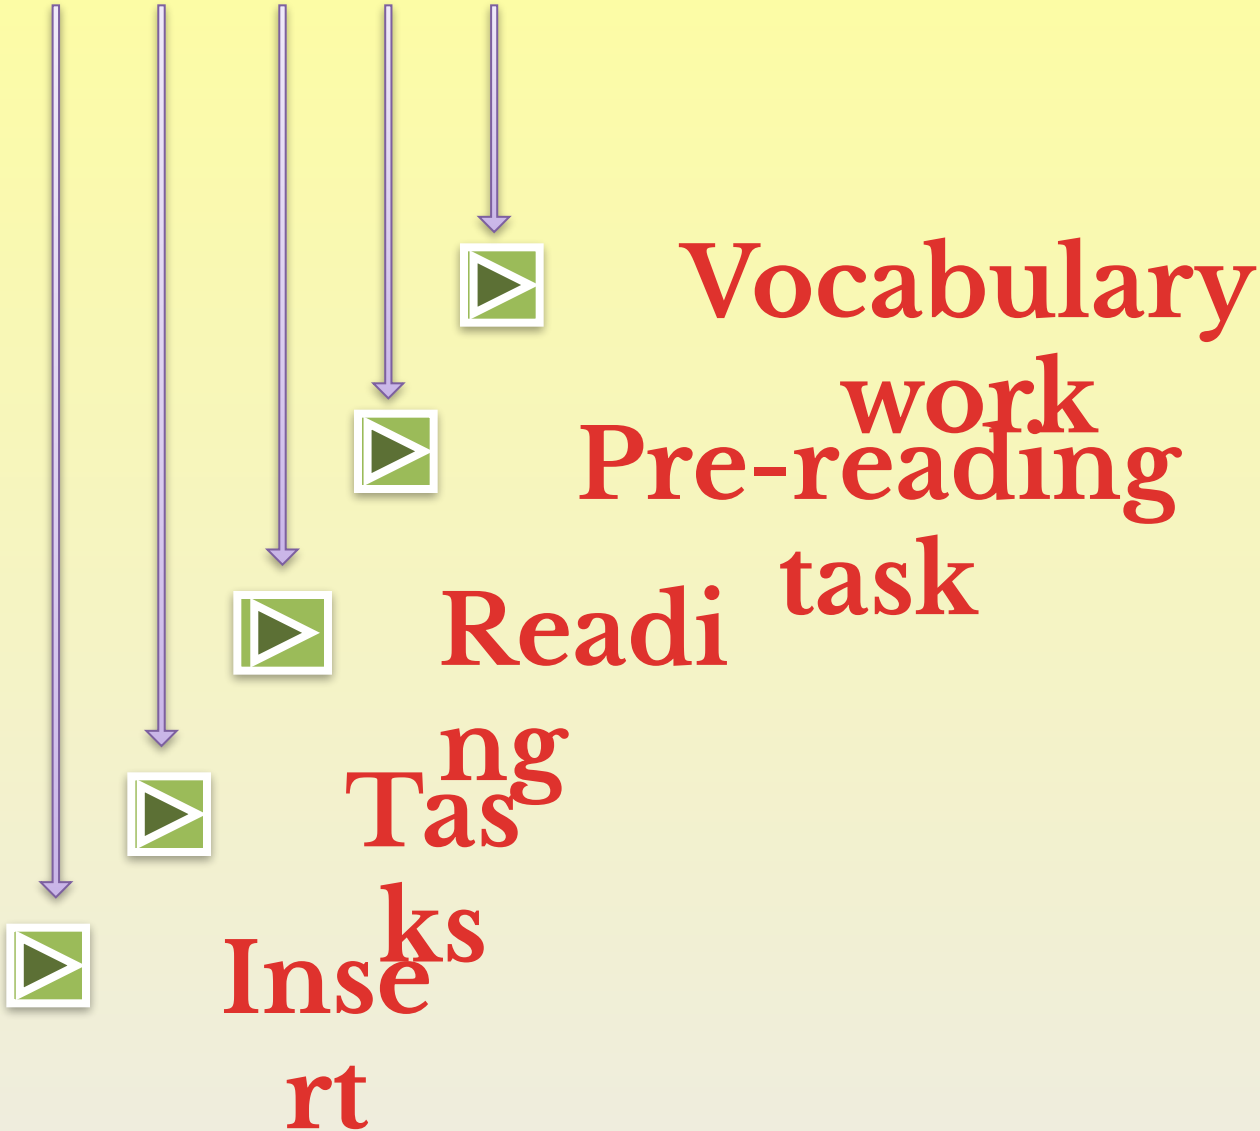 Vocabulary
work
Pre-reading
task
Readi
ng
Tas
ks
Inse
rt